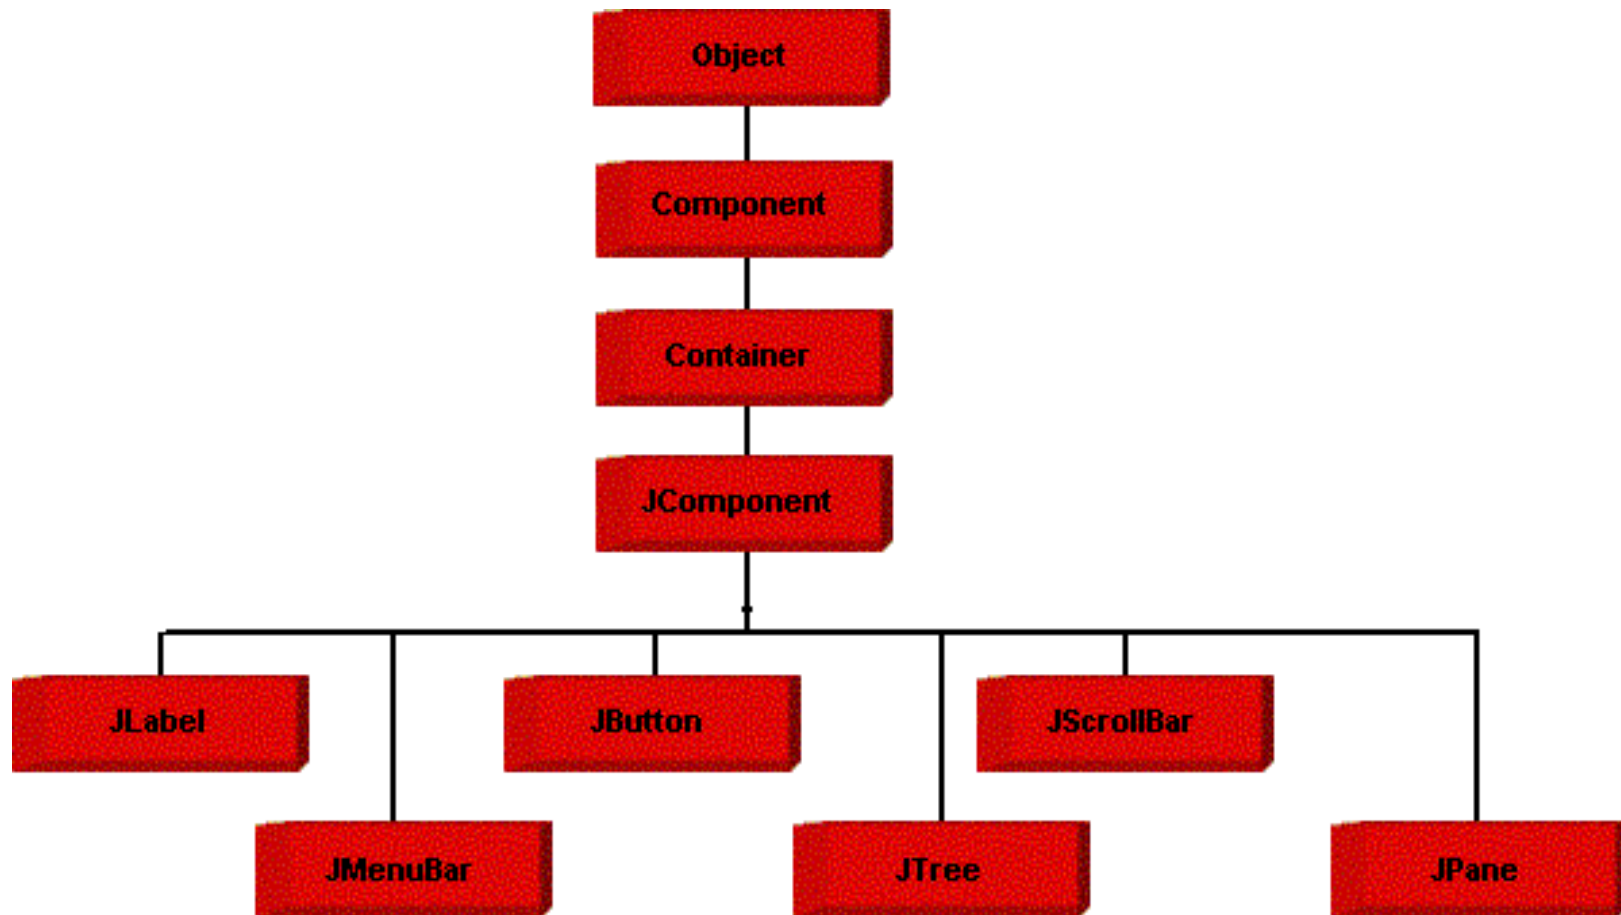 Object
Component
Container
JComponent
JLabel
JButton
JScrollBar
JMenuBar
JTree
JPane